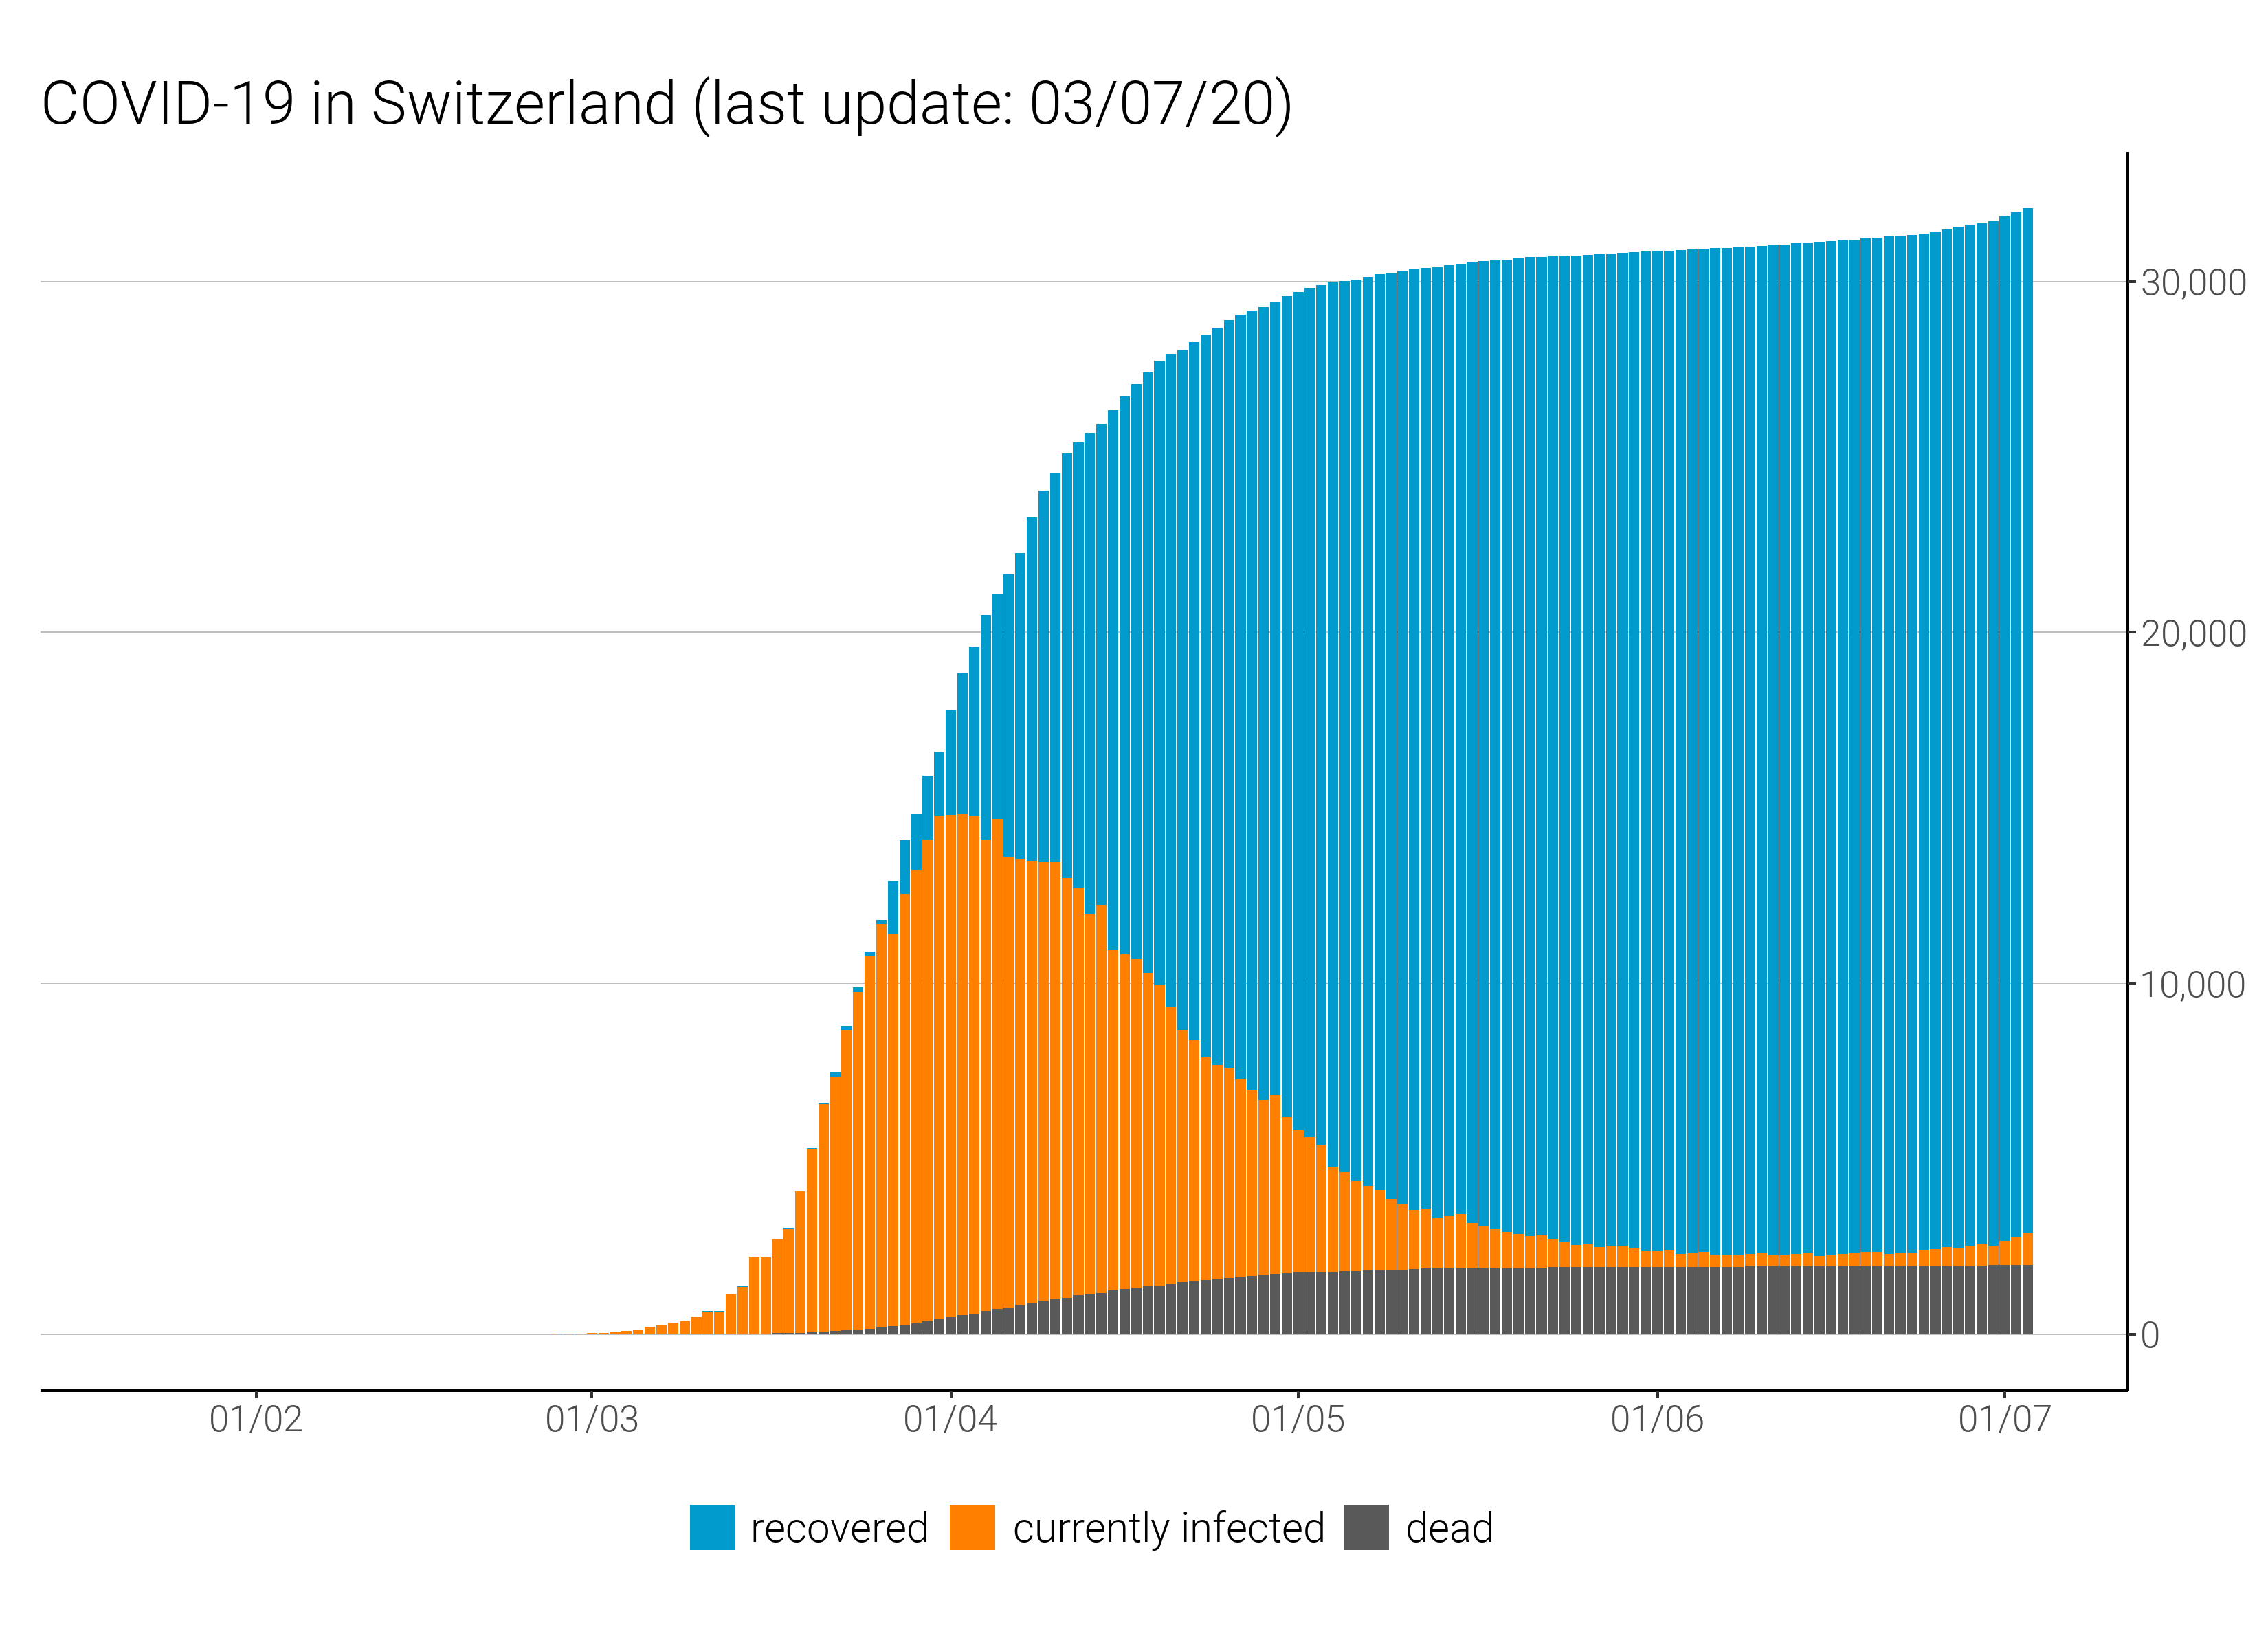 COVID-19 in Switzerland (last update: 03/07/20)
30,000
20,000
10,000
0
01/02 01/03 01/04 01/05 01/06 01/07
recovered currently infected dead